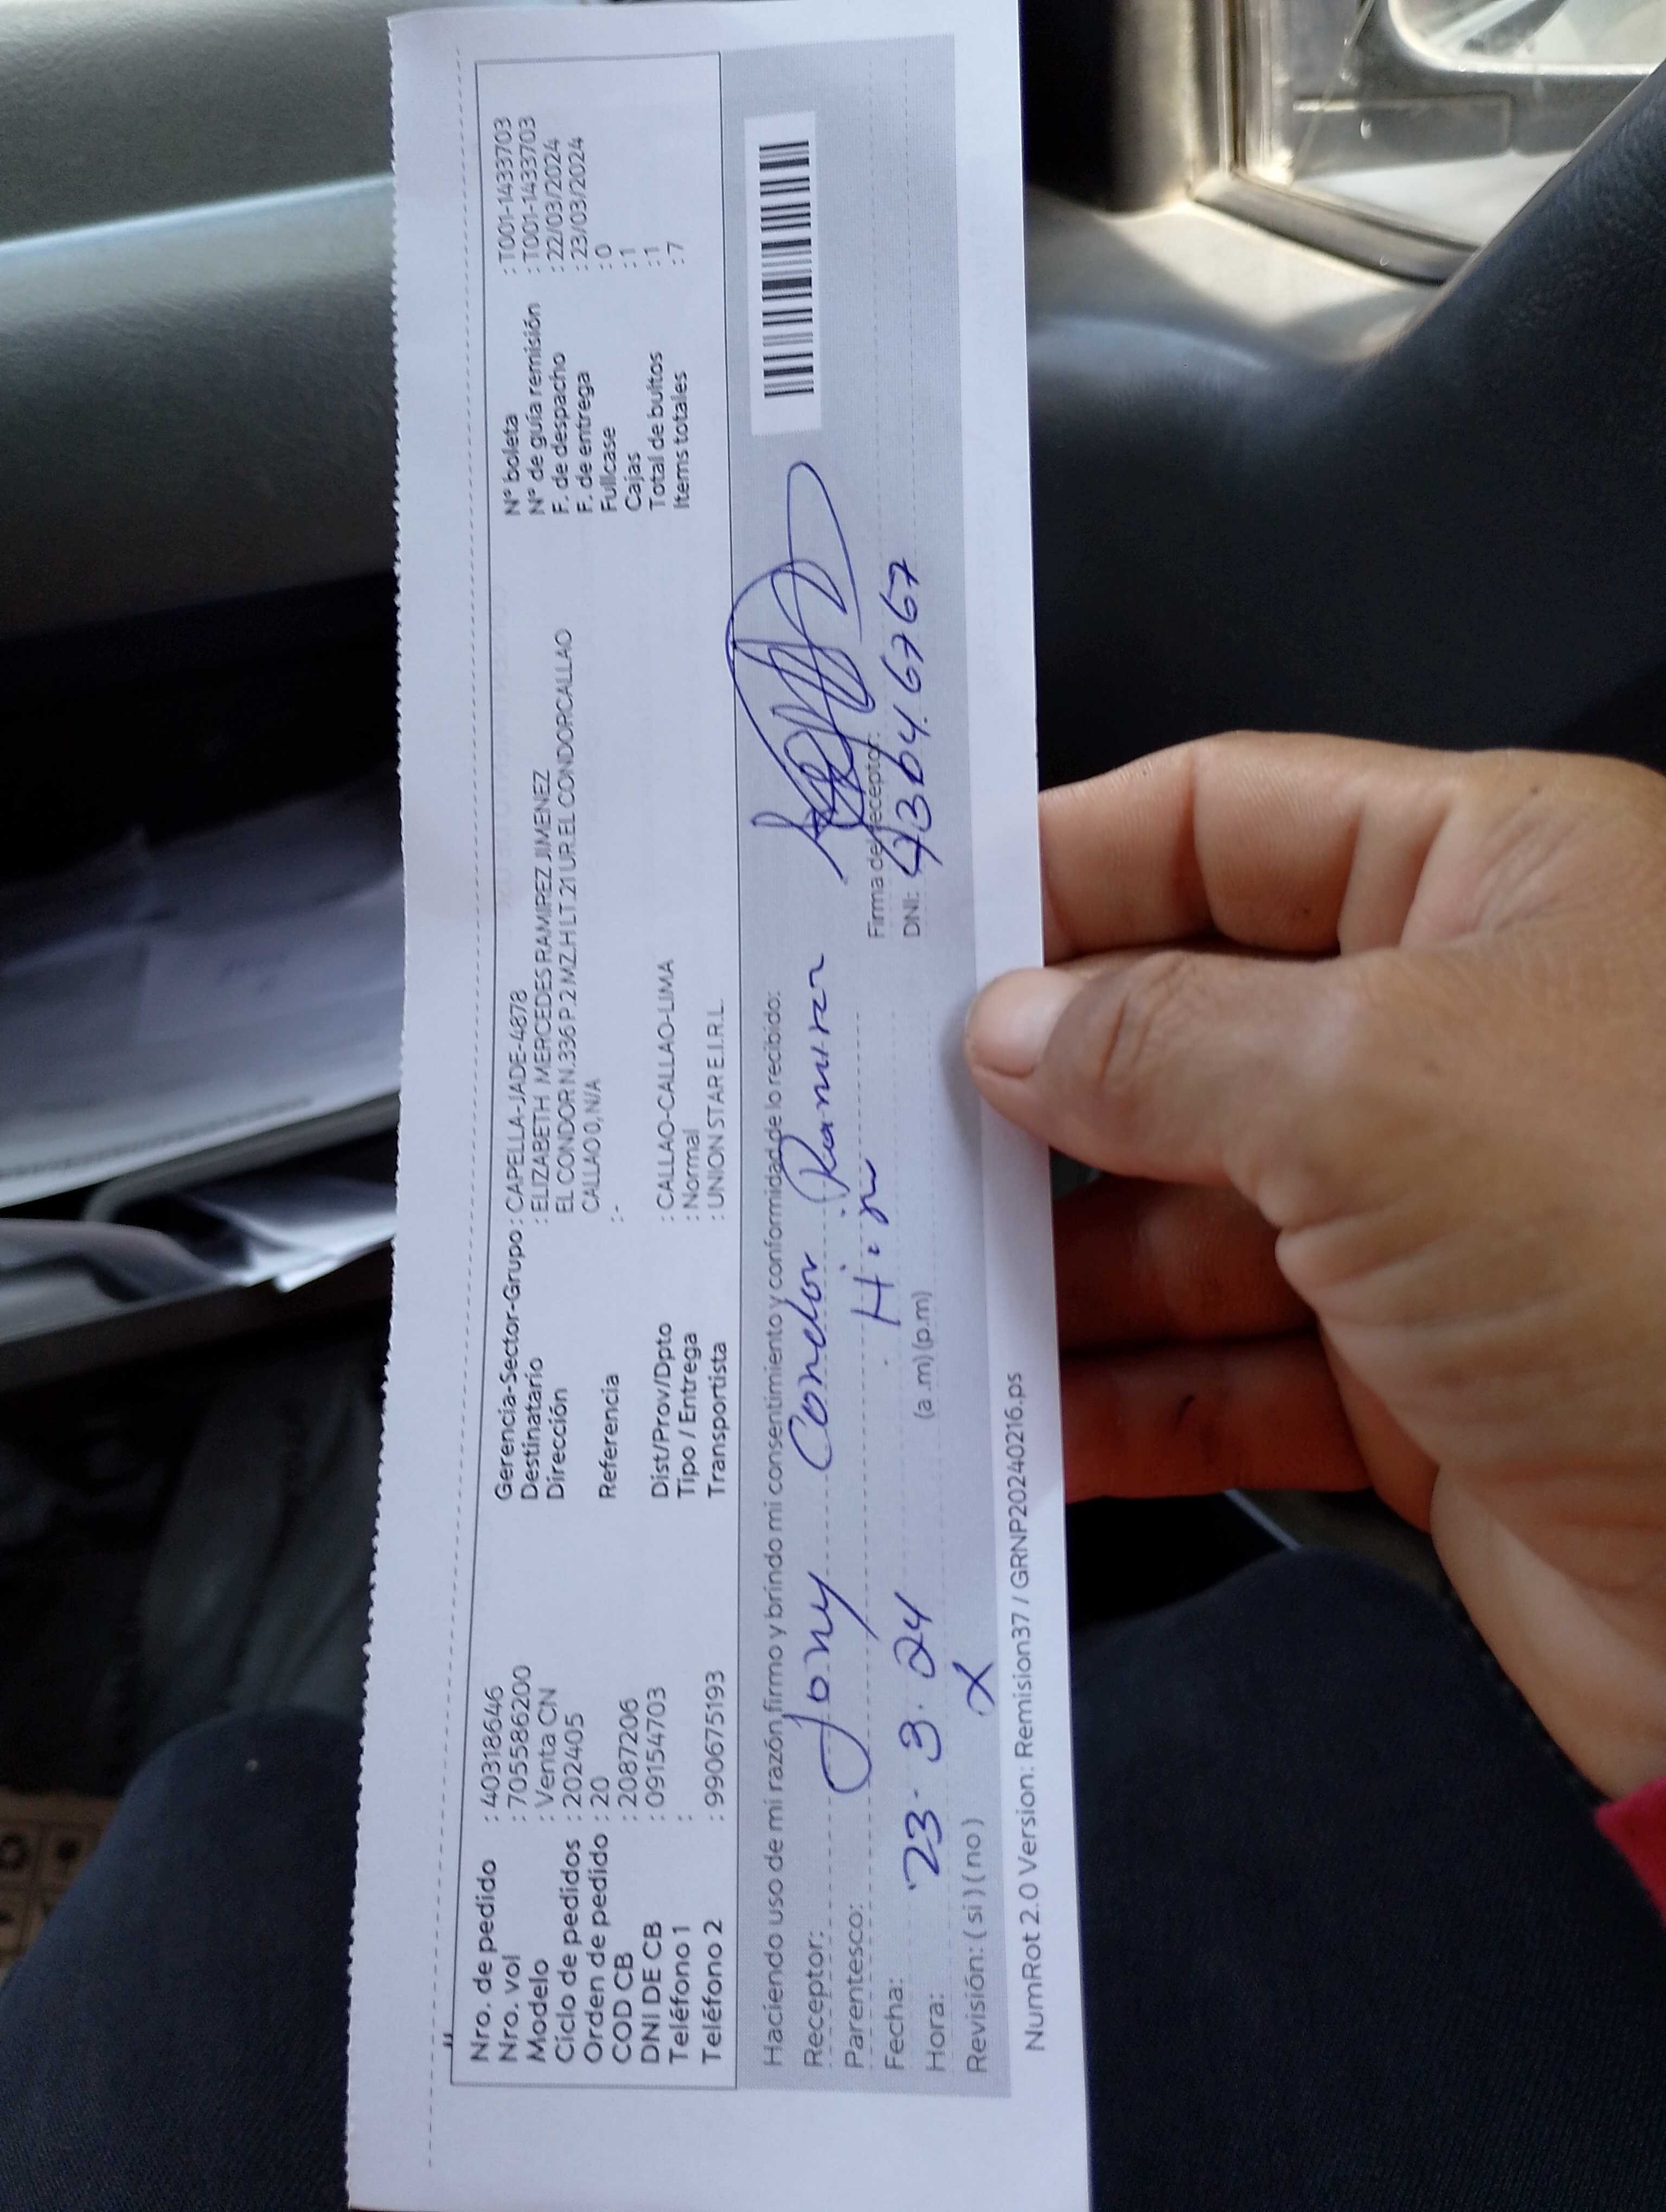 Nro. de pedido : 40318646
Nro. vol : 705586200
Modelo : Venta CN
Ciclo de pedidos : 202405
Orden de pedido : 20
COD CB : 2087206
DNI DE CB : 09154703
Teléfono 1 :
Teléfono 2 : 990675193
Gerencia-Sector-Grupo : CAPELLA-JADE-4878
Destinatario : ELIZABETH MERCEDES RAMIREZ JIMENEZ
Dirección EL CONDOR N.336 P.2 MZ.H LT.21 UR.EL CONDORCALLAO
CALLAO 0, N/A
Referencia : -
Dist/Prov/Dpto : CALLAO-CALLAO-LIMA
Tipo / Entrega : Normal
Transportista : UNION STAR E.I.R.L.
N° boleta : T001-1433703
N° de guía remisión : T001-1433703
F. de despacho : 22/03/2024
F. de entrega : 23/03/2024
Fullcase : 0
Cajas : 1
Total de bultos : 1
Items totales : 7
Haciendo uso de mi razón, firmo y brindo mi consentimiento y conformidad de lo recibido:
Receptor: Jony Condor Ramirez
Parentesco:
Fecha: 23. 3. 24
Hora: (a.m) (p.m)
Revisión: ( si ) ( no ) X
Firma del receptor:
DNI:
NumRot 2.0 Version: Remision37 / GRNP20240216.ps